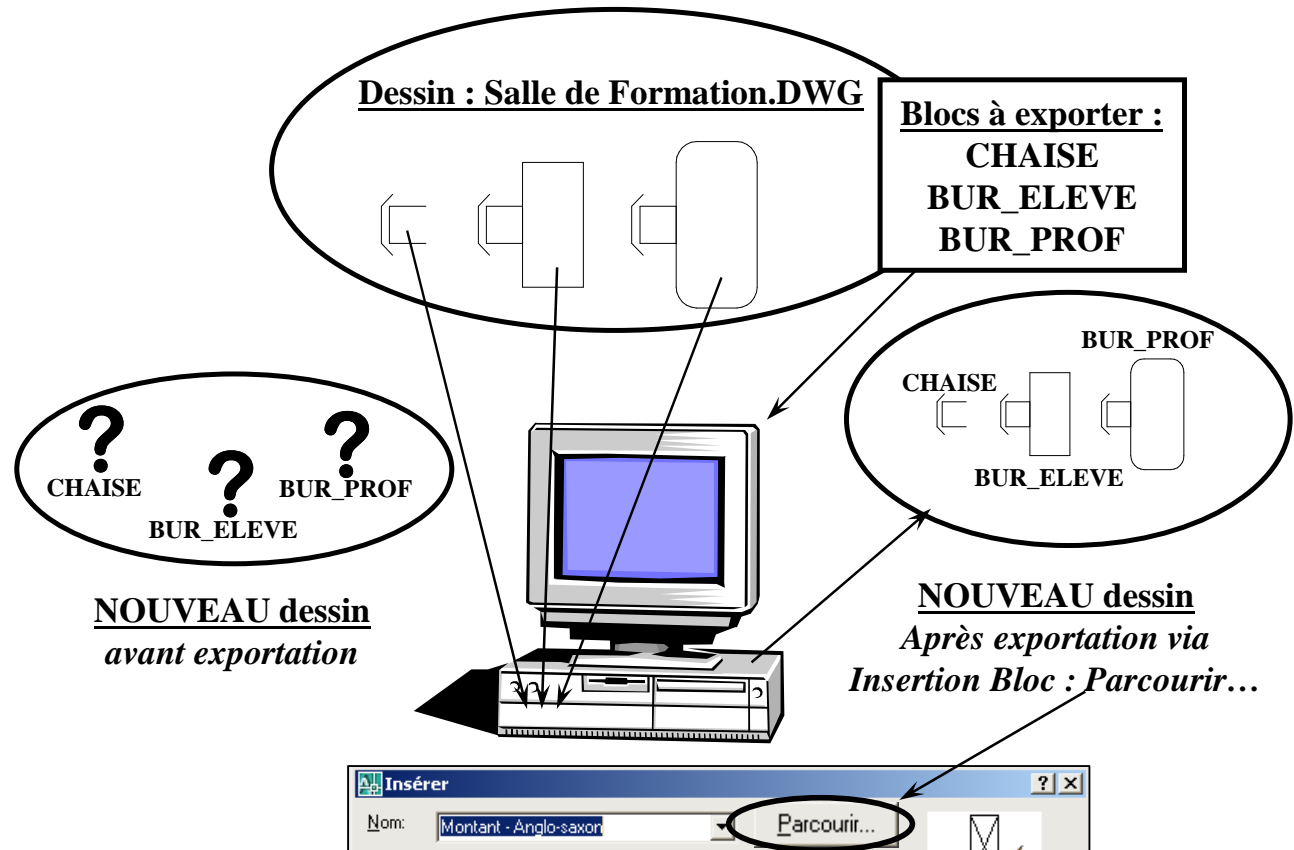 Dessin : Salle de Formation.DWG
Blocs à exporter :
CHAISE
BUR_ELEVE
BUR_PROF
BUR_PROF
CHAISE
BUR_ELEVE
CHAISE
BUR_PROF
BUR_ELEVE
NOUVEAU dessin
avant exportation
NOUVEAU dessin
Après exportation via
Insertion Bloc : Parcourir…
Insérer
Nom:
Montant - Anglo-saxon
Parcourir...